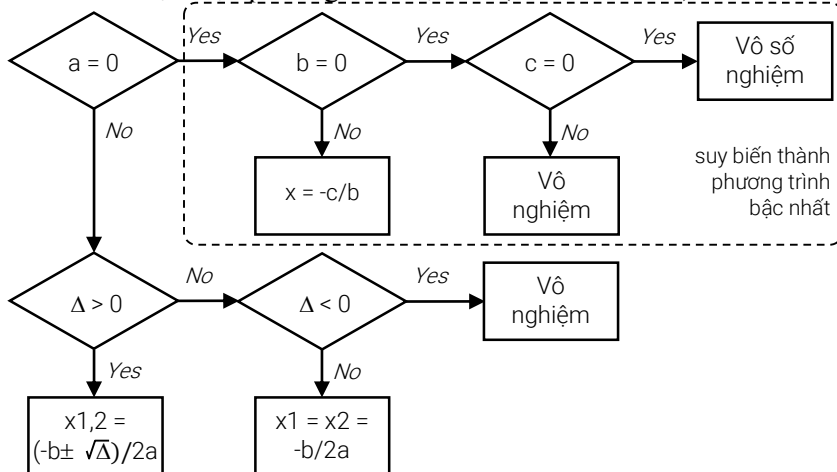 a = 0
Yes
b = 0
Yes
c = 0
Yes
Vô số
nghiệm
No
No
No
x = -c/b
Vô
nghiệm
suy biến thành
phương trình
bậc nhất
Δ > 0
No
Δ < 0
Yes
Vô
nghiệm
Yes
No
x1,2 =
(-b± √Δ)/2a
x1 = x2 =
-b/2a